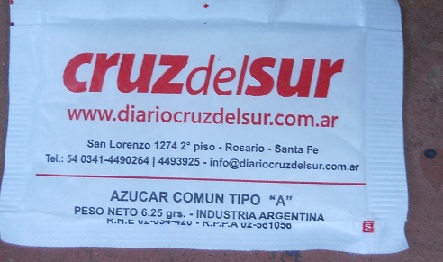 cruzdelsur
www.diariocruzdelsur.com.ar
San Lorenzo 1274 2º piso - Rosario - Santa Fe
Tel.: 54 0341-4490264 | 4493925 - info@diariocruzdelsur.com.ar
AZUCAR COMUN TIPO "A"
PESO NETO 6.25 grs. - INDUSTRIA ARGENTINA